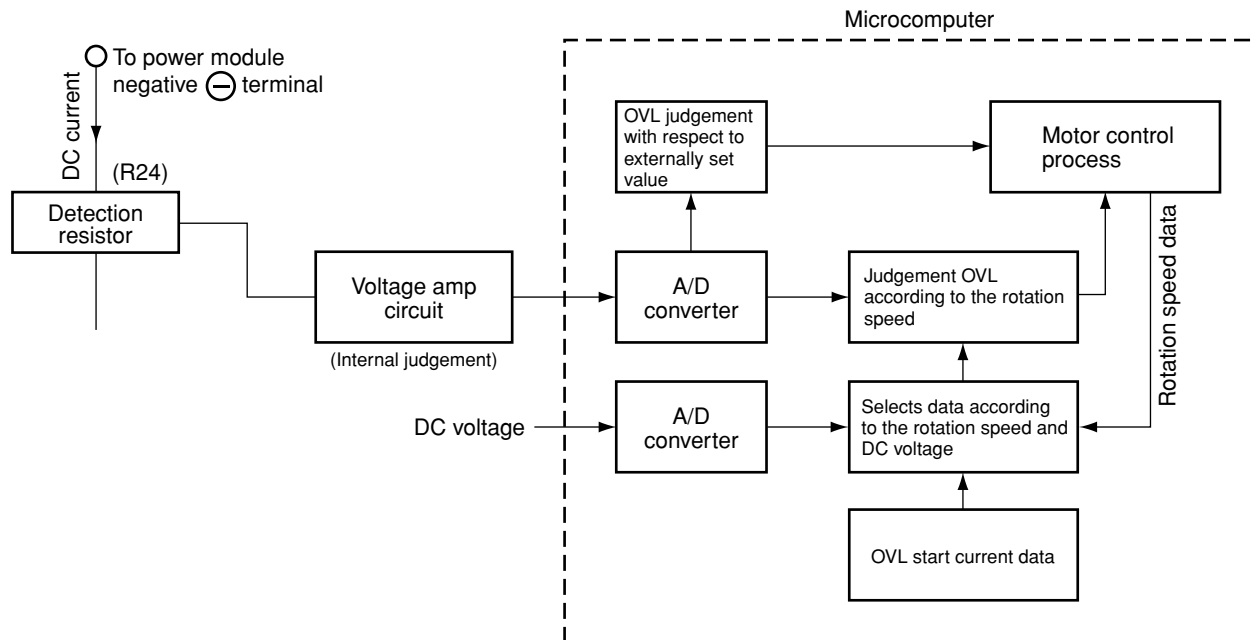 Microcomputer
To power module
negative ⊖ terminal
DC current
(R24)
Detection
resistor
Voltage amp
circuit
(Internal judgement)
OVL judgement
with respect to
externally set
value
Motor control
process
A/D
converter
Judgement OVL
according to the rotation
speed
Rotation speed data
DC voltage
A/D
converter
Selects data according
to the rotation speed and
DC voltage
OVL start current data